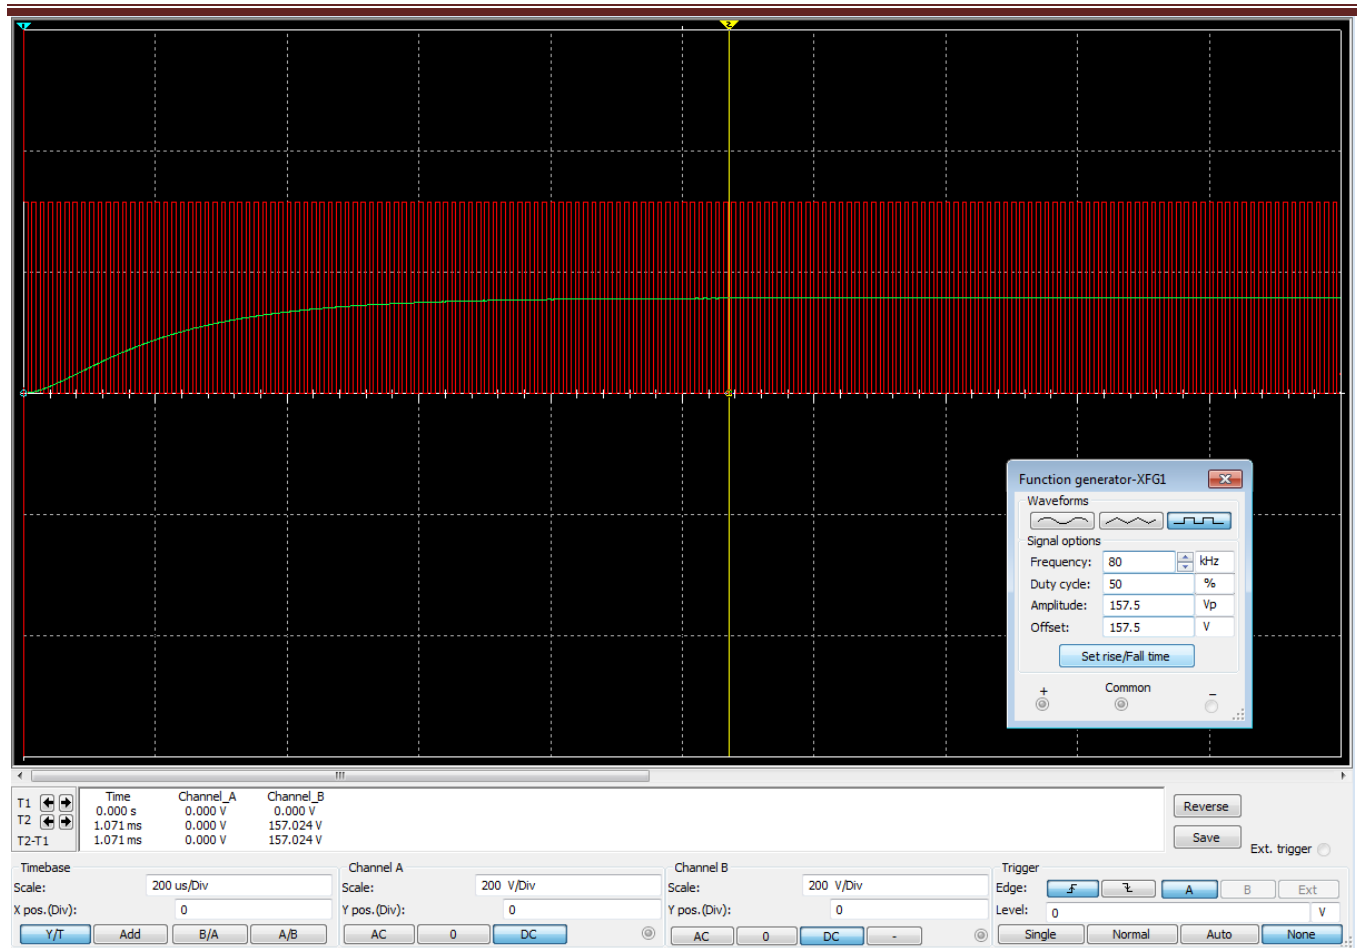 1
2
Function generator-XFG1
Waveforms
Signal options
Frequency: 80 kHz
Duty cycle: 50 %
Amplitude: 157.5 Vp
Offset: 157.5 V
Set rise/Fall time
+ Common −
Time Channel_A Channel_B
T1 0.000 s 0.000 V 0.000 V
T2 1.071 ms 0.000 V 157.024 V
T2-T1 1.071 ms 0.000 V 157.024 V
Reverse
Save
Ext. trigger
Timebase
Scale: 200 us/Div
X pos.(Div): 0
Y/T Add B/A A/B
Channel A
Scale: 200 V/Div
Y pos.(Div): 0
AC 0 DC
Channel B
Scale: 200 V/Div
Y pos.(Div): 0
AC 0 DC -
Trigger
Edge: A B Ext
Level: 0 V
Single Normal Auto None